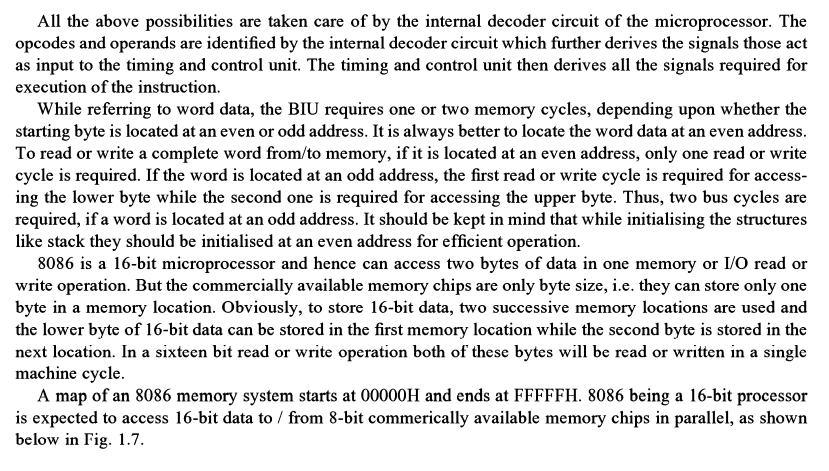 All the above possibilities are taken care of by the internal decoder circuit of the microprocessor. The
opcodes and operands are identified by the internal decoder circuit which further derives the signals those act
as input to the timing and control unit. The timing and control unit then derives all the signals required for
execution of the instruction.
While referring to word data, the BIU requires one or two memory cycles, depending upon whether the
starting byte is located at an even or odd address. It is always better to locate the word data at an even address.
To read or write a complete word from/to memory, if it is located at an even address, only one read or write
cycle is required. If the word is located at an odd address, the first read or write cycle is required for access-
ing the lower byte while the second one is required for accessing the upper byte. Thus, two bus cycles are
required, if a word is located at an odd address. It should be kept in mind that while initialising the structures
like stack they should be initialised at an even address for efficient operation.
8086 is a 16-bit microprocessor and hence can access two bytes of data in one memory or I/O read or
write operation. But the commercially available memory chips are only byte size, i.e. they can store only one
byte in a memory location. Obviously, to store 16-bit data, two successive memory locations are used and
the lower byte of 16-bit data can be stored in the first memory location while the second byte is stored in the
next location. In a sixteen bit read or write operation both of these bytes will be read or written in a single
machine cycle.
A map of an 8086 memory system starts at 00000H and ends at FFFFFH. 8086 being a 16-bit processor
is expected to access 16-bit data to / from 8-bit commerically available memory chips in parallel, as shown
below in Fig. 1.7.